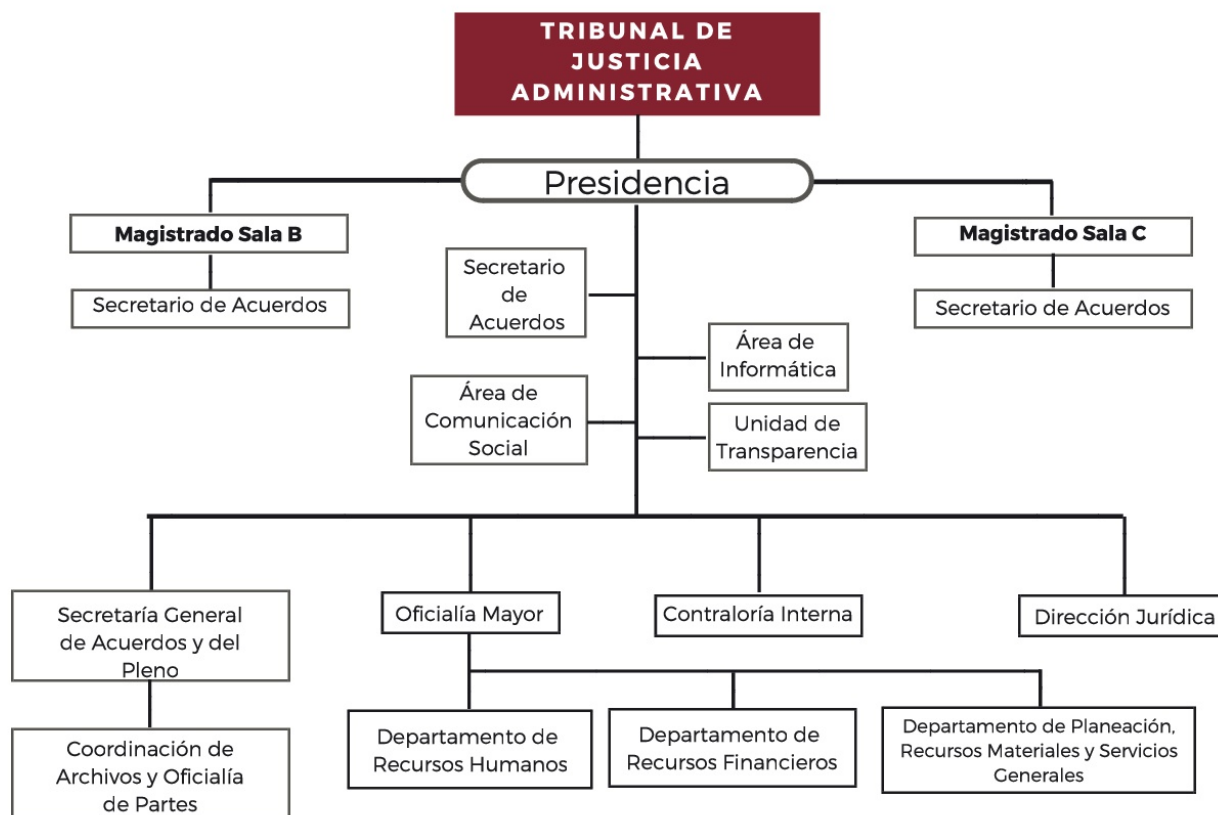 TRIBUNAL DE
JUSTICIA
ADMINISTRATIVA
Presidencia
Magistrado Sala B
Magistrado Sala C
Secretario de Acuerdos
Secretario
de
Acuerdos
Secretario de Acuerdos
Área de
Informática
Área de
Comunicación
Social
Unidad de
Transparencia
Secretaría General
de Acuerdos y del
Pleno
Oficialía Mayor
Contraloría Interna
Dirección Jurídica
Coordinación de
Archivos y Oficialía
de Partes
Departamento de
Recursos Humanos
Departamento de
Recursos Financieros
Departamento de Planeación,
Recursos Materiales y Servicios
Generales